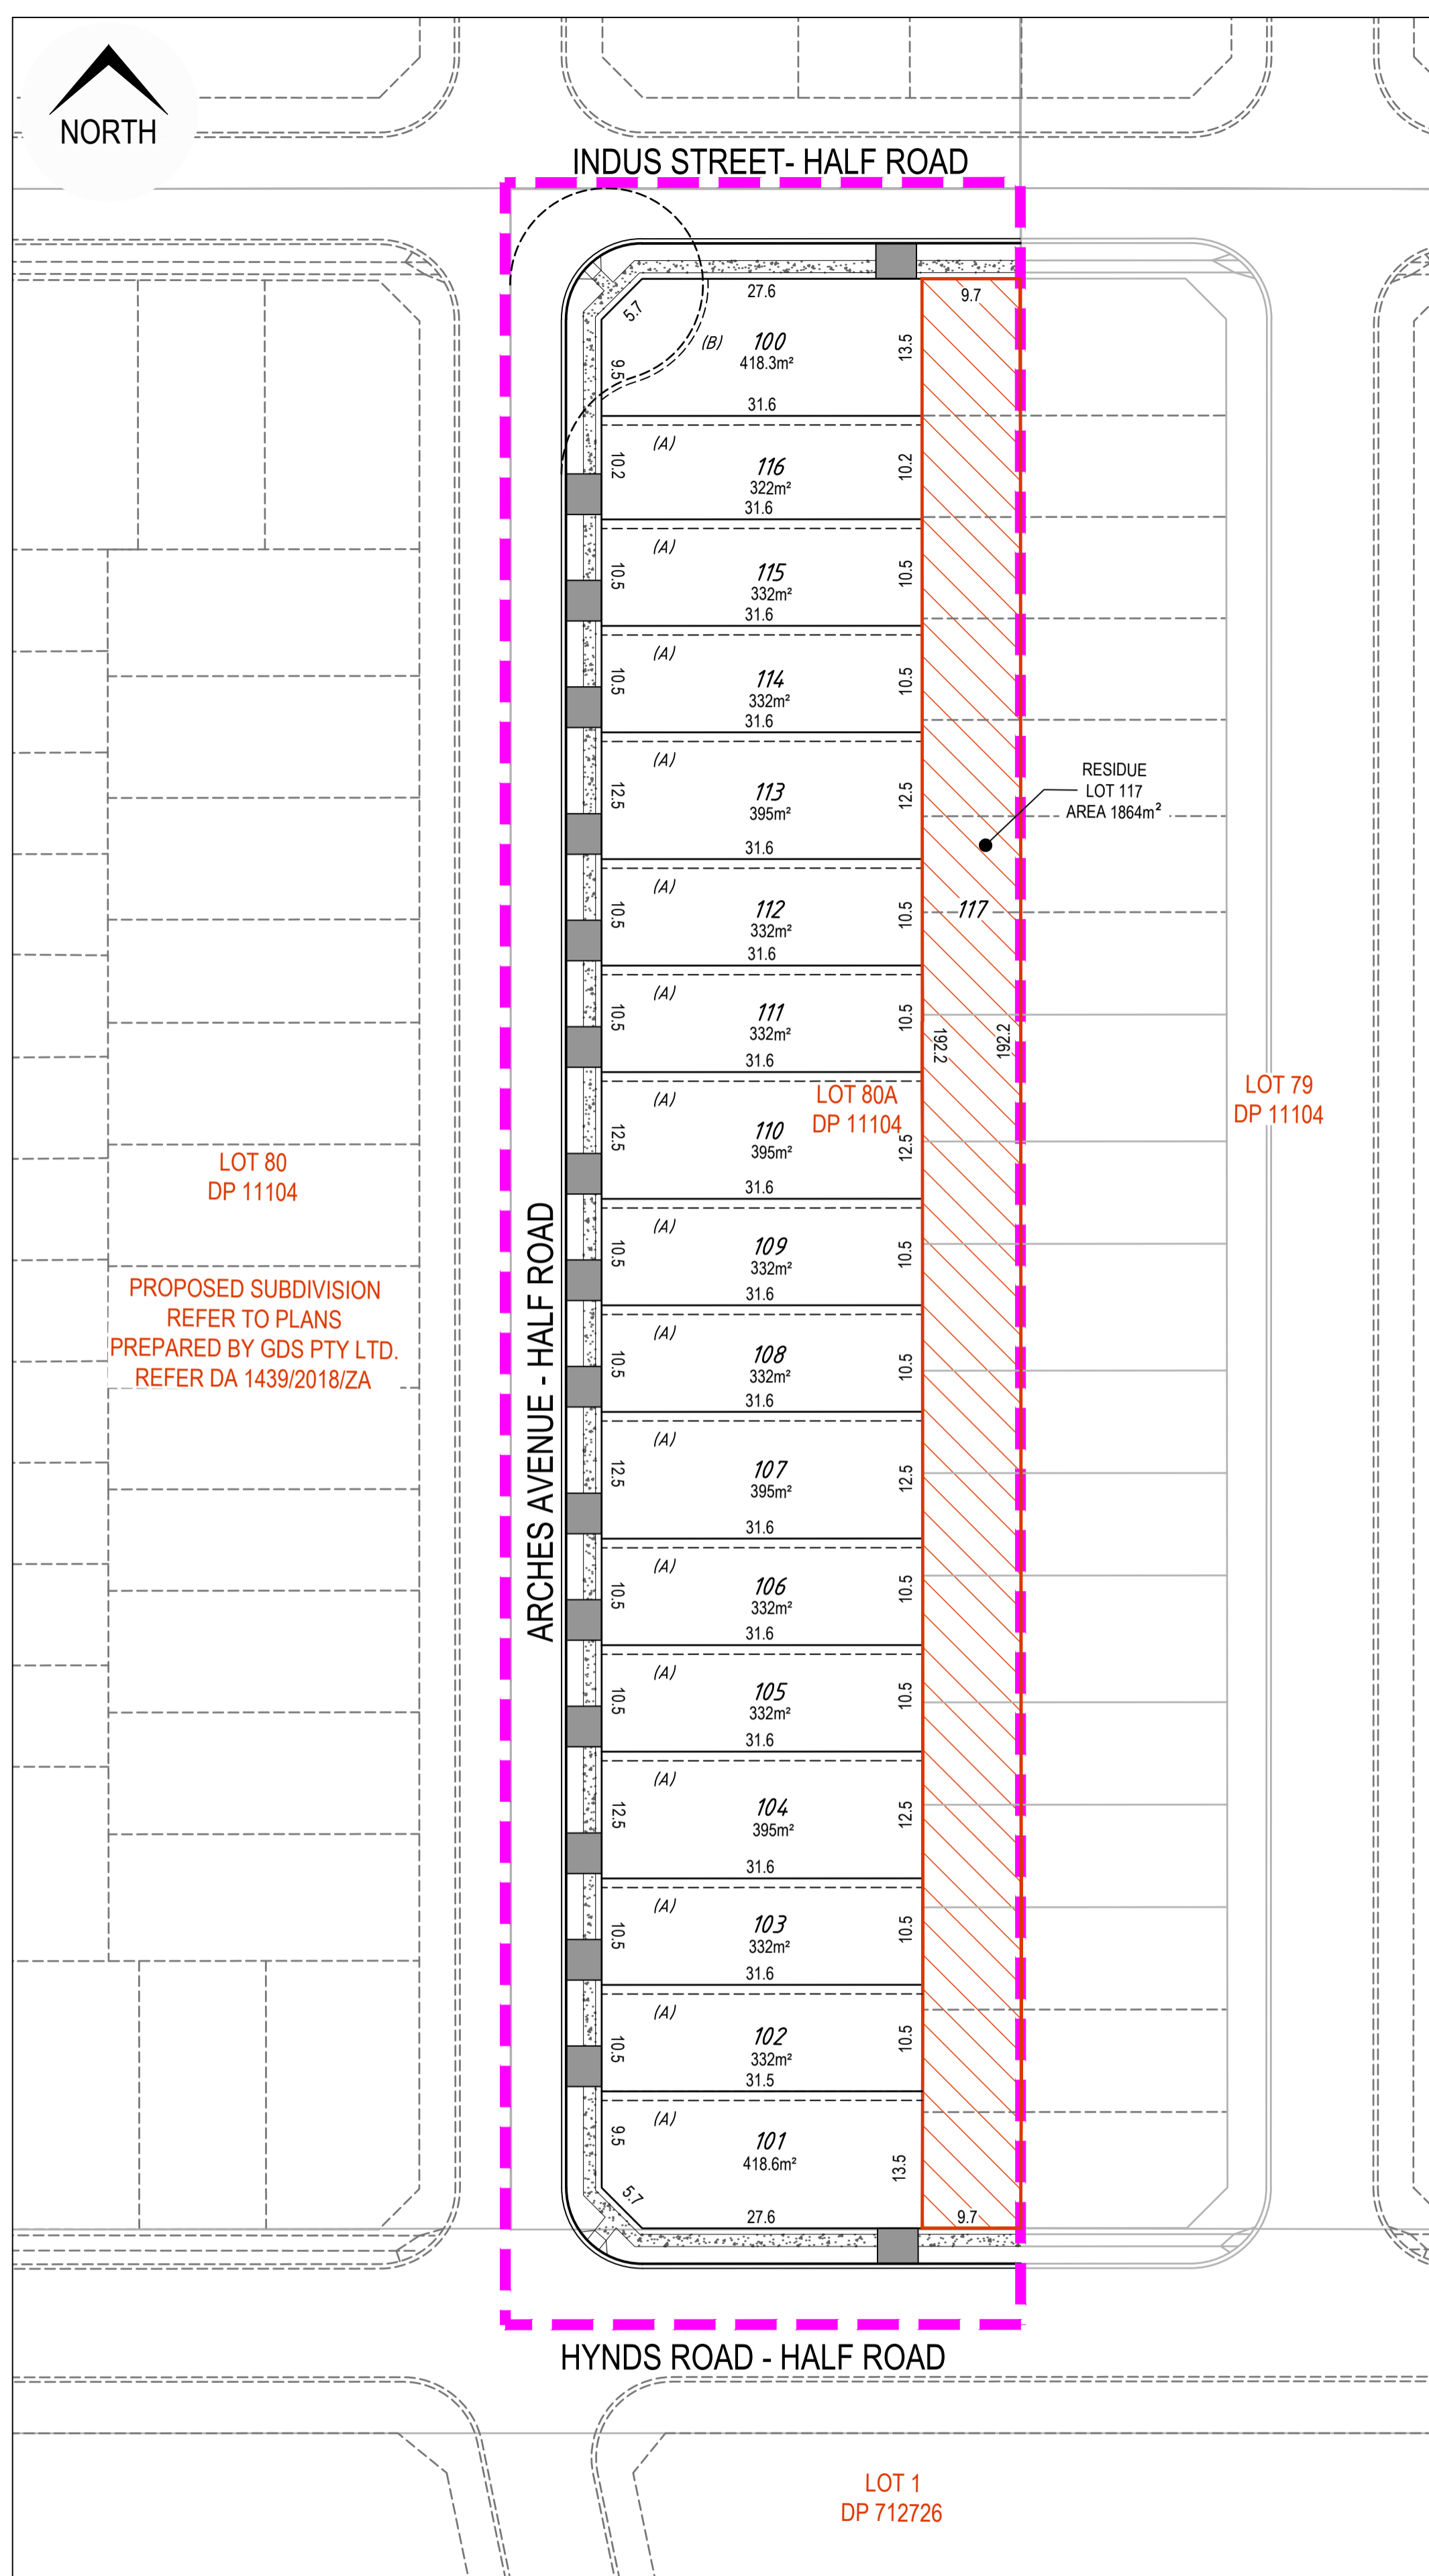 NORTH
INDUS STREET- HALF ROAD
27.6
9.7
5.7
(B)
100
418.3m²
13.5
9.5
31.6
(A)
10.2
116
322m²
10.2
31.6
(A)
10.5
115
332m²
10.5
31.6
(A)
10.5
114
332m²
10.5
31.6
(A)
12.5
113
395m²
12.5
31.6
RESIDUE
LOT 117
AREA 1864m²
(A)
10.5
112
332m²
10.5
31.6
117
(A)
10.5
111
332m²
10.5
31.6
192.2
192.2
LOT 80A
DP 11104
LOT 79
DP 11104
(A)
12.5
110
395m²
12.5
31.6
LOT 80
DP 11104
PROPOSED SUBDIVISION
REFER TO PLANS
PREPARED BY GDS PTY LTD.
REFER DA 1439/2018/ZA
ARCHES AVENUE - HALF ROAD
(A)
10.5
109
332m²
10.5
31.6
(A)
10.5
108
332m²
10.5
31.6
(A)
12.5
107
395m²
12.5
31.6
(A)
10.5
106
332m²
10.5
31.6
(A)
10.5
105
332m²
10.5
31.6
(A)
12.5
104
395m²
12.5
31.6
(A)
10.5
103
332m²
10.5
31.6
(A)
10.5
102
332m²
10.5
31.5
(A)
9.5
101
418.6m²
13.5
5.7
27.6
9.7
HYNDS ROAD - HALF ROAD
LOT 1
DP 712726